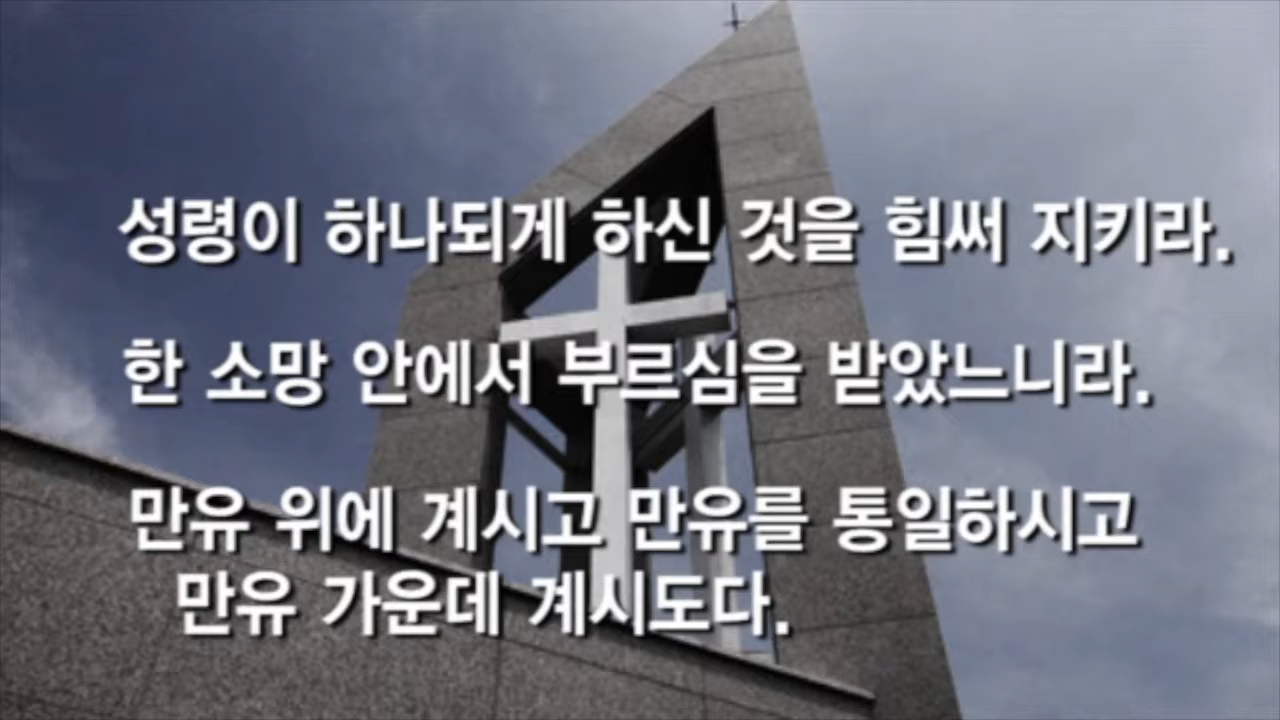 성령이 하나되게 하신 것을 힘써 지키라.
한 소망 안에서 부르심을 받았느니라.
만유 위에 계시고 만유를 통일하시고
만유 가운데 계시도다.